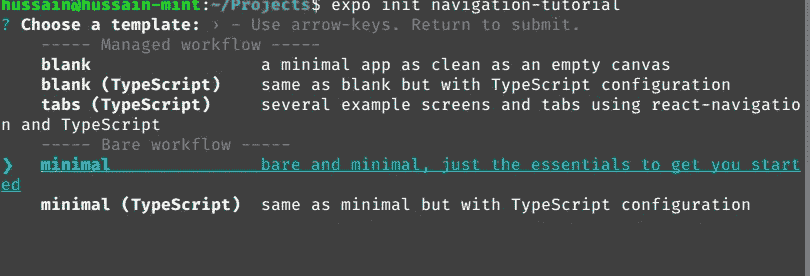 hussain@hussain-mint:~/Projects$ expo init navigation-tutorial
? Choose a template: › - Use arrow-keys. Return to submit.
----- Managed workflow -----
blank a minimal app as clean as an empty canvas
blank (TypeScript) same as blank but with TypeScript configuration
tabs (TypeScript) several example screens and tabs using react-navigatio
n and TypeScript
----- Bare workflow -----
❯ minimal bare and minimal, just the essentials to get you start
ed
minimal (TypeScript) same as minimal but with TypeScript configuration